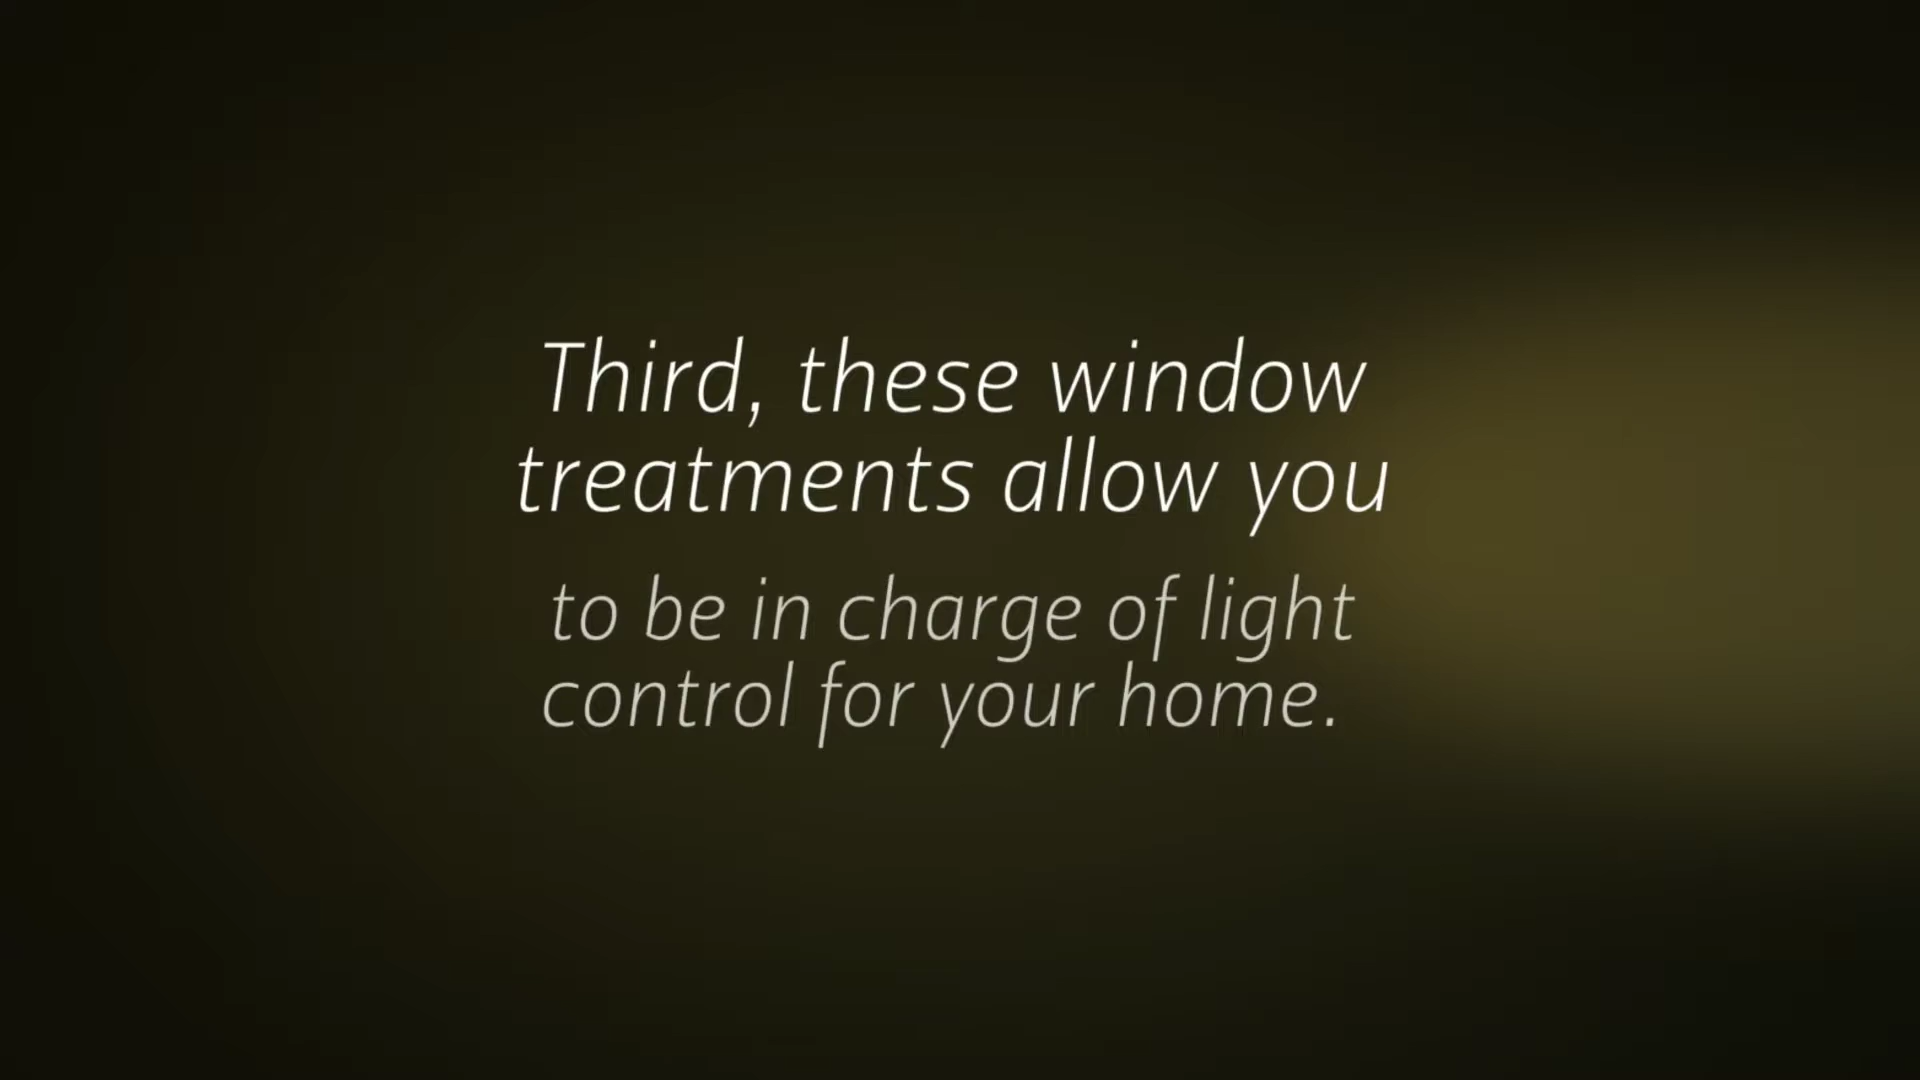 Third, these window
treatments allow you
to be in charge of light
control for your home.